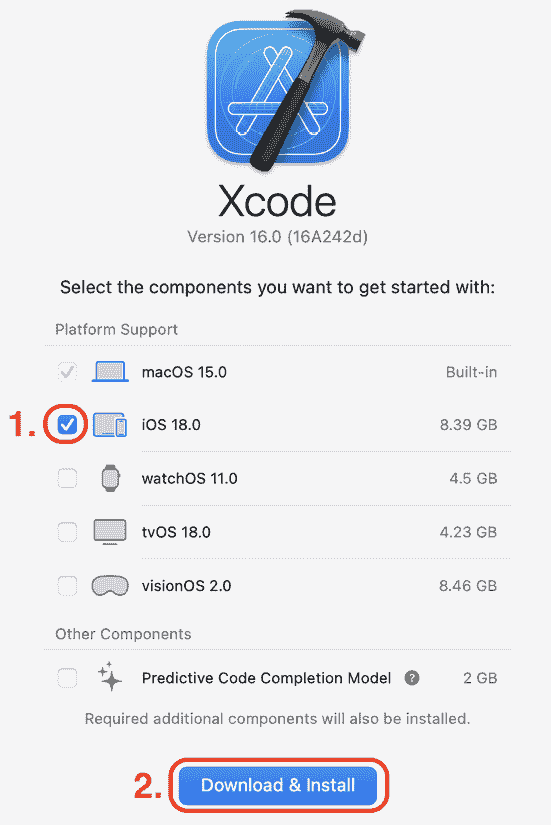 Xcode
Version 16.0 (16A242d)
Select the components you want to get started with:
Platform Support
macOS 15.0 Built-in
1. iOS 18.0 8.39 GB
watchOS 11.0 4.5 GB
tvOS 18.0 4.23 GB
visionOS 2.0 8.46 GB
Other Components
Predictive Code Completion Model ? 2 GB
Required additional components will also be installed.
2. Download & Install